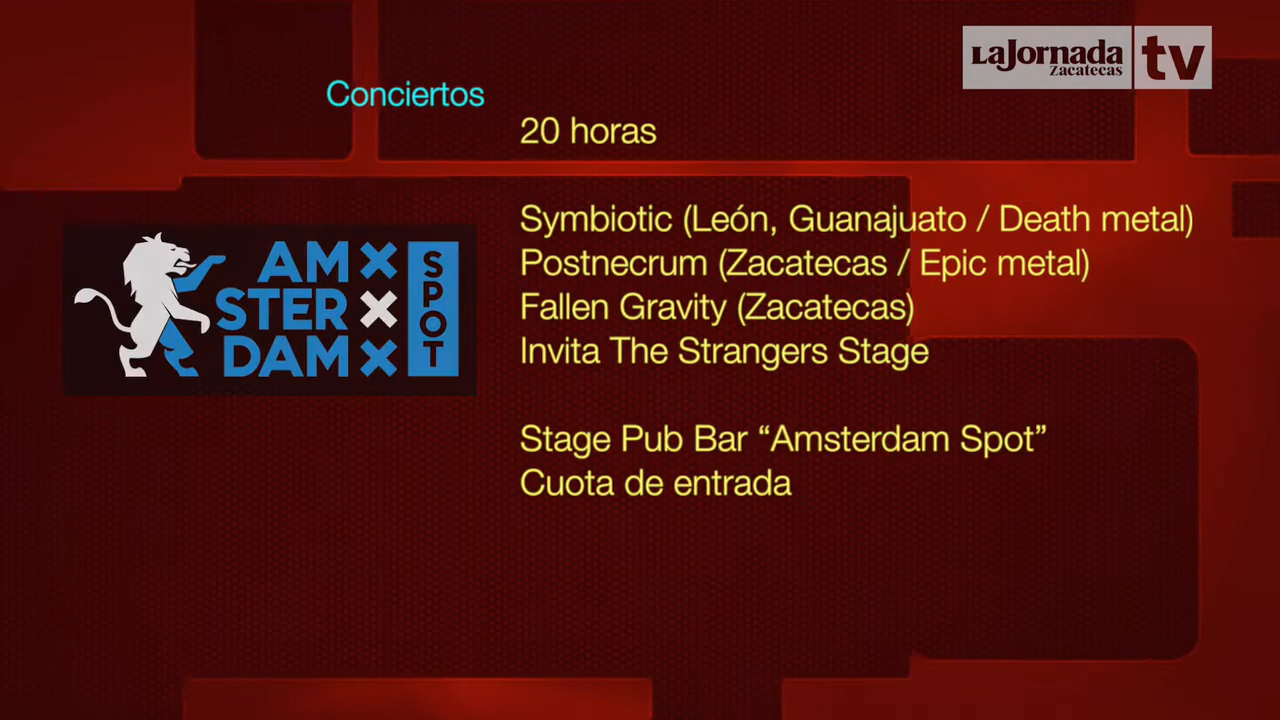 LaJornada
Zacatecas
tv
Conciertos
20 horas
Symbiotic (León, Guanajuato / Death metal)
Postnecrum (Zacatecas / Epic metal)
Fallen Gravity (Zacatecas)
Invita The Strangers Stage
AM
STER
DAM
SPOT
Stage Pub Bar “Amsterdam Spot”
Cuota de entrada